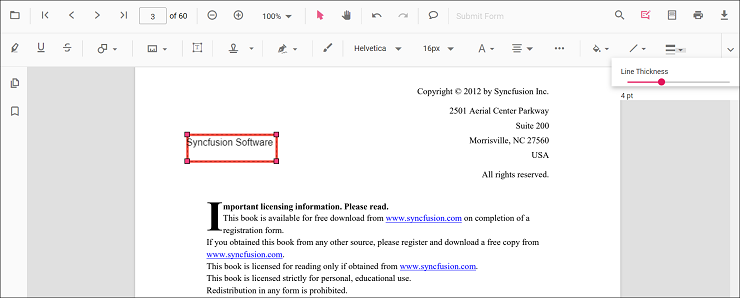 3 of 60 100% Submit Form
Helvetica 16px A
Line Thickness
4 pt
Copyright © 2012 by Syncfusion Inc.
2501 Aerial Center Parkway
Suite 200
Syncfusion Software
Morrisville, NC 27560
USA
All rights reserved.
Important licensing information. Please read.
This book is available for free download from www.syncfusion.com on completion of a
registration form.
If you obtained this book from any other source, please register and download a free copy from
www.syncfusion.com.
This book is licensed for reading only if obtained from www.syncfusion.com.
This book is licensed strictly for personal, educational use.
Redistribution in any form is prohibited.